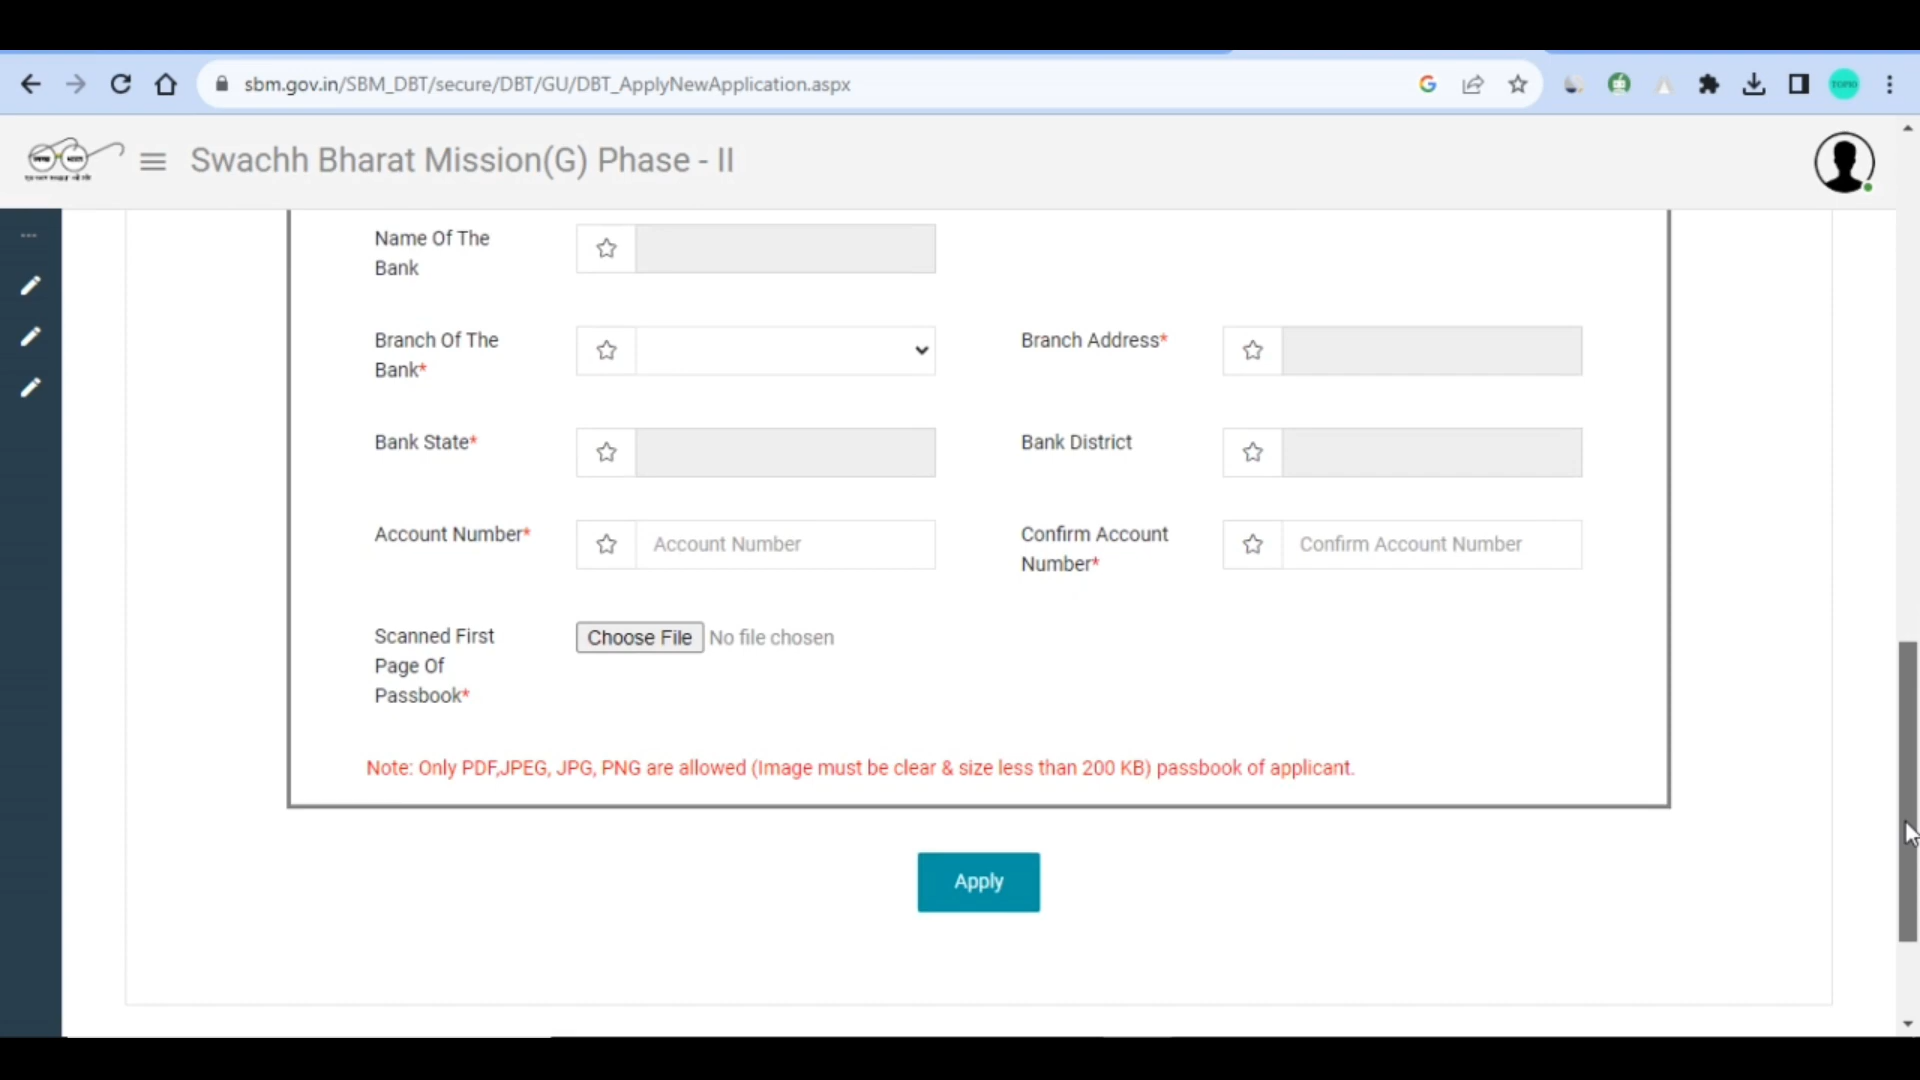 sbm.gov.in/SBM_DBT/secure/DBT/GU/DBT_ApplyNewApplication.aspx
Swachh Bharat Mission(G) Phase - II
Name Of The
Bank
Branch Of The
Bank*
Branch Address*
Bank State*
Bank District
Account Number*
Account Number
Confirm Account
Number*
Confirm Account Number
Scanned First
Page Of
Passbook*
Choose File No file chosen
Note: Only PDF,JPEG, JPG, PNG are allowed (Image must be clear & size less than 200 KB) passbook of applicant.
Apply